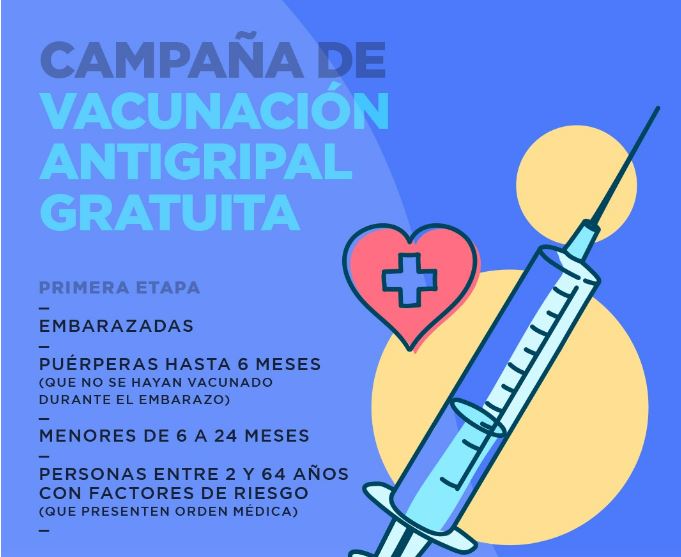 CAMPAÑA DE
VACUNACIÓN
ANTIGRIPAL
GRATUITA
PRIMERA ETAPA
–
EMBARAZADAS
–
PUÉRPERAS HASTA 6 MESES
(QUE NO SE HAYAN VACUNADO
DURANTE EL EMBARAZO)
–
MENORES DE 6 A 24 MESES
–
PERSONAS ENTRE 2 Y 64 AÑOS
CON FACTORES DE RIESGO
(QUE PRESENTEN ORDEN MÉDICA)
–